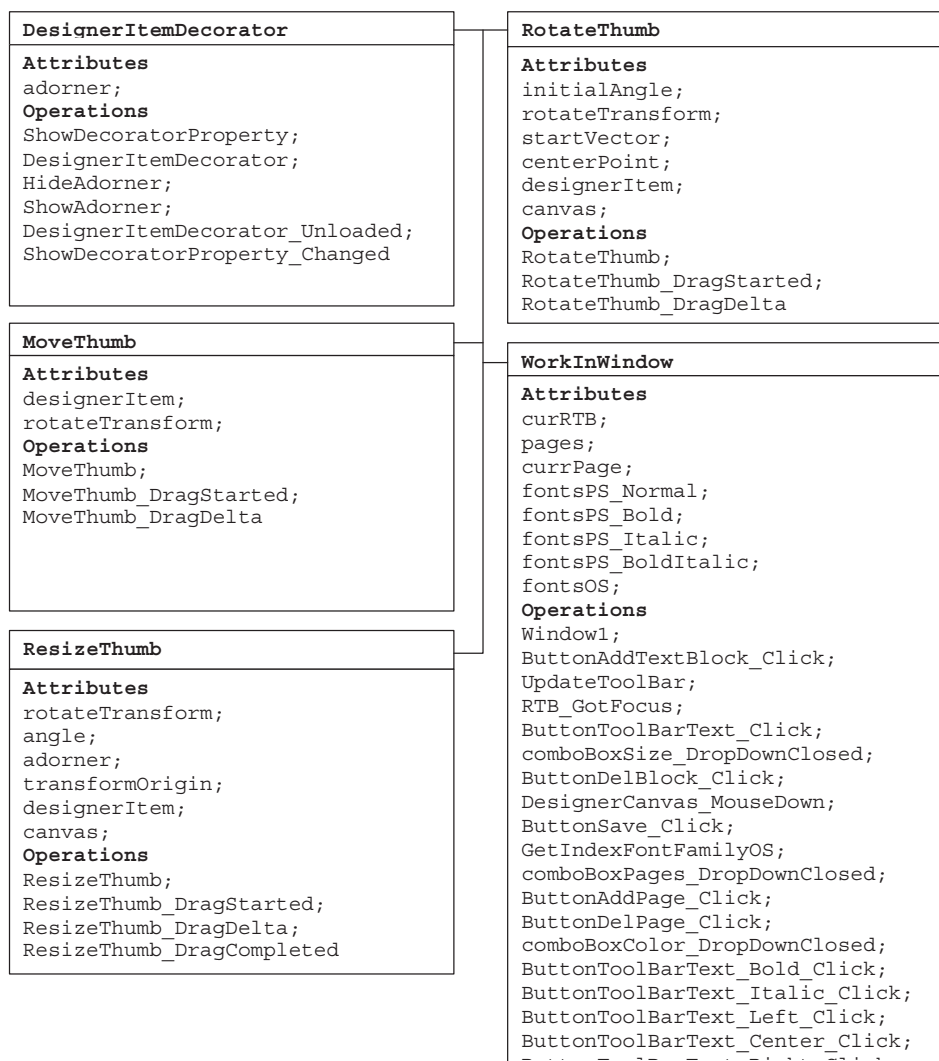 DesignerItemDecorator
Attributes
adorner;
Operations
ShowDecoratorProperty;
DesignerItemDecorator;
HideAdorner;
ShowAdorner;
DesignerItemDecorator_Unloaded;
ShowDecoratorProperty_Changed
MoveThumb
Attributes
designerItem;
rotateTransform;
Operations
MoveThumb;
MoveThumb_DragStarted;
MoveThumb_DragDelta
ResizeThumb
Attributes
rotateTransform;
angle;
adorner;
transformOrigin;
designerItem;
canvas;
Operations
ResizeThumb;
ResizeThumb_DragStarted;
ResizeThumb_DragDelta;
ResizeThumb_DragCompleted
RotateThumb
Attributes
initialAngle;
rotateTransform;
startVector;
centerPoint;
designerItem;
canvas;
Operations
RotateThumb;
RotateThumb_DragStarted;
RotateThumb_DragDelta
WorkInWindow
Attributes
curRTB;
pages;
currPage;
fontsPS_Normal;
fontsPS_Bold;
fontsPS_Italic;
fontsPS_BoldItalic;
fontsOS;
Operations
Window1;
ButtonAddTextBlock_Click;
UpdateToolBar;
RTB_GotFocus;
ButtonToolBarText_Click;
comboBoxSize_DropDownClosed;
ButtonDelBlock_Click;
DesignerCanvas_MouseDown;
ButtonSave_Click;
GetIndexFontFamilyOS;
comboBoxPages_DropDownClosed;
ButtonAddPage_Click;
ButtonDelPage_Click;
comboBoxColor_DropDownClosed;
ButtonToolBarText_Bold_Click;
ButtonToolBarText_Italic_Click;
ButtonToolBarText_Left_Click;
ButtonToolBarText_Center_Click;